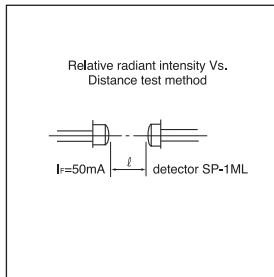 Relative radiant intensity Vs.
Distance test method
IF=50mA ℓ detector SP-1ML